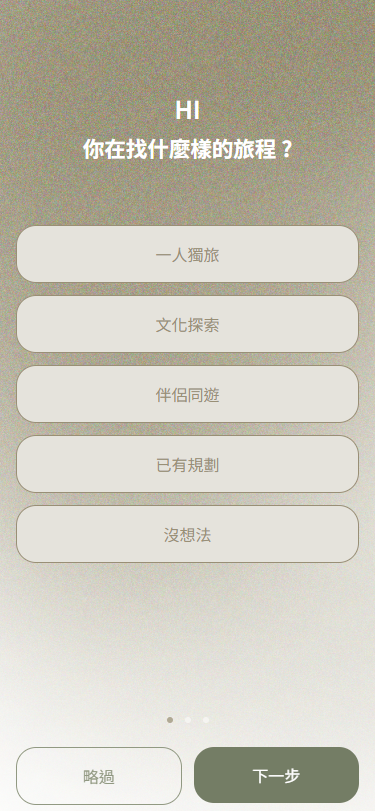 HI
你在找什麼樣的旅程？
一人獨旅
文化探索
伴侶同遊
已有規劃
沒想法
略過
下一步